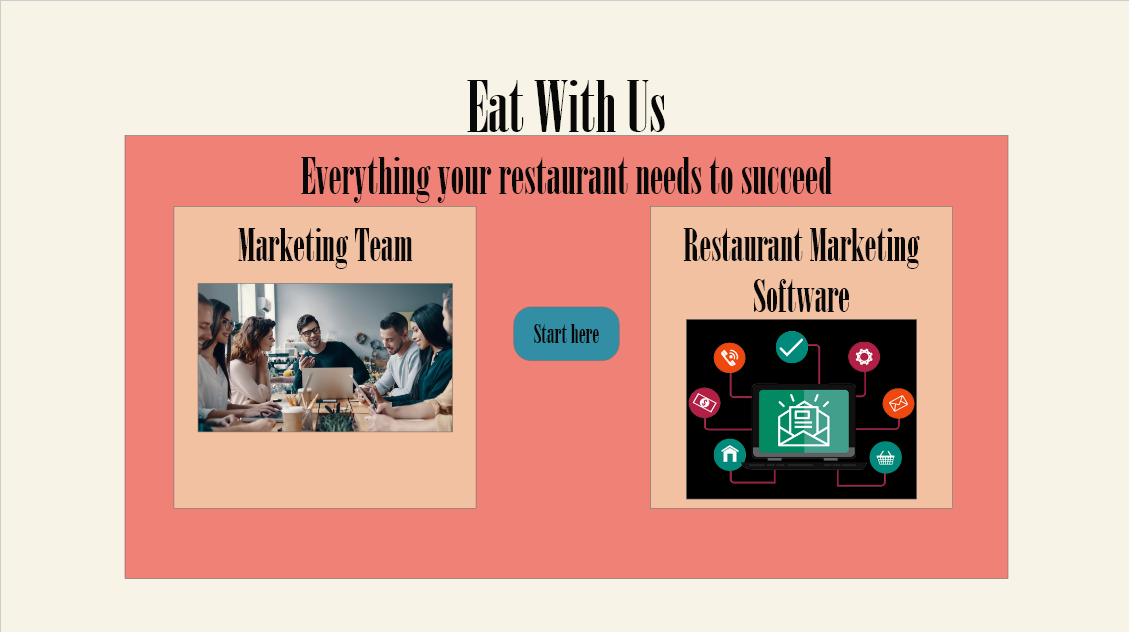 Eat With Us
Everything your restaurant needs to succeed
Marketing Team
Start here
Restaurant Marketing
Software